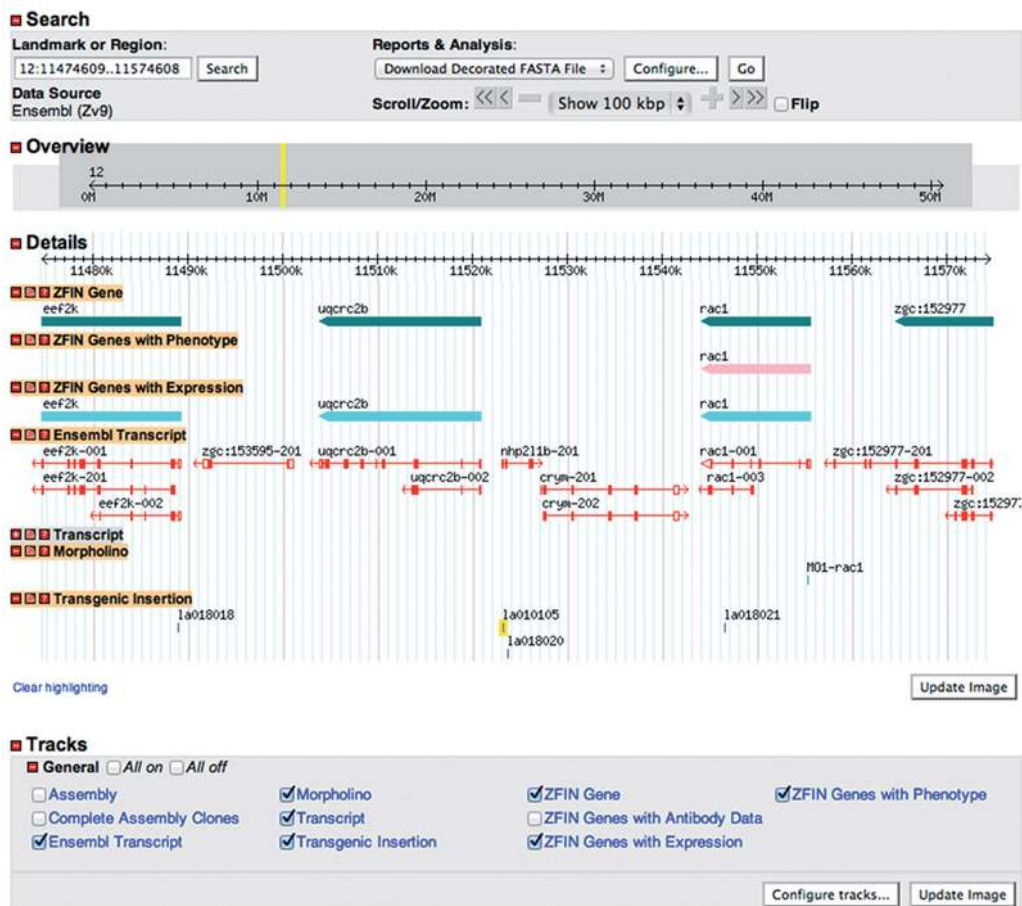 Search
Landmark or Region: Reports & Analysis:
12:11474609..11574608 Search Download Decorated FASTA File Configure... Go
Data Source
Ensembl (Zv9)
Scroll/Zoom: << < Show 100 kbp > >> Flip
Overview
12
0M 10M 20M 30M 40M 50M
Details
11480k 11490k 11500k 11510k 11520k 11530k 11540k 11550k 11560k 11570k
ZFIN Gene
eef2k uqcrc2b rac1 zgc:152977
ZFIN Genes with Phenotype
rac1
ZFIN Genes with Expression
eef2k uqcrc2b rac1
Ensembl Transcript
eef2k-001 zgc:153595-201 uqcrc2b-001 nhp2l1b-201 rac1-001 zgc:152977-201
eef2k-201 uqcrc2b-002 crym-201 rac1-003 zgc:152977-002
eef2k-002 crym-202 zgc:152977
Transcript
Morpholino
MO1-rac1
Transgenic Insertion
la018018 la010105 la018021
la018020
Clear highlighting Update Image
Tracks
General All on All off
Assembly Morpholino ZFIN Gene ZFIN Genes with Phenotype
Complete Assembly Clones Transcript ZFIN Genes with Antibody Data
Ensembl Transcript Transgenic Insertion ZFIN Genes with Expression
Configure tracks... Update Image